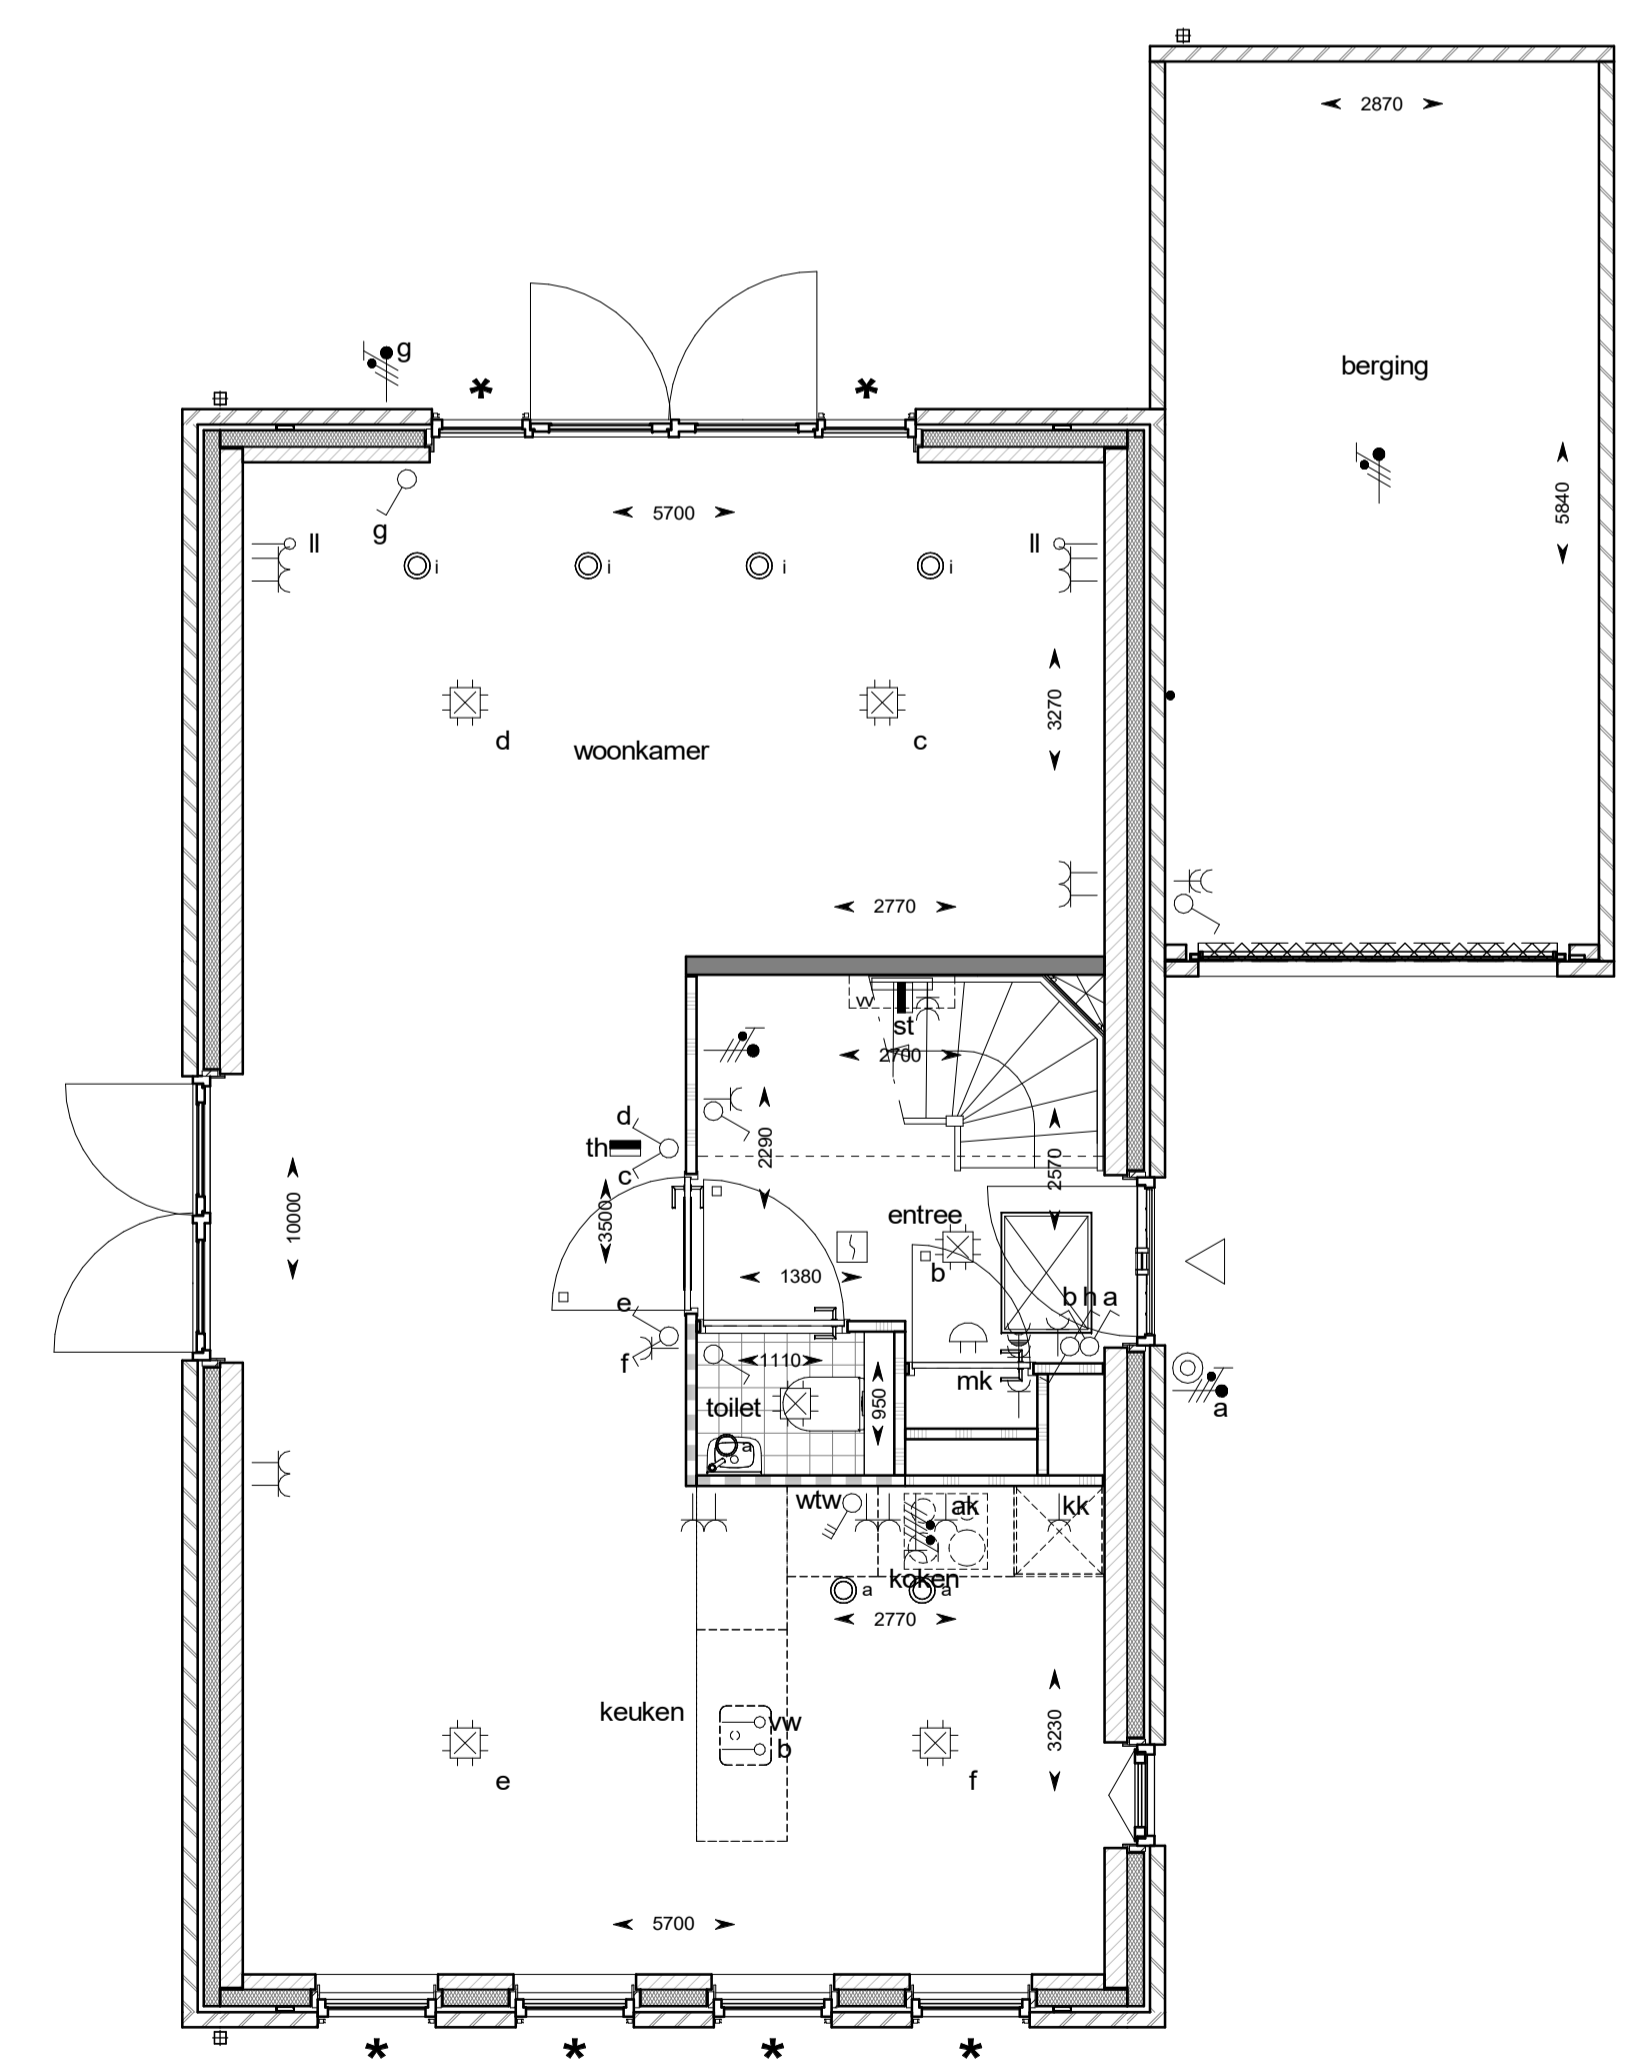 2870
g
*
*
berging
5840
g
5700
ll
ll
i
i
i
i
3270
d
c
woonkamer
2770
w
st
2700
d
th
c
2290
2570
10000
3500
entree
b
1380
e
b h a
f
1110
mk
950
toilet
a
a
wtw
ak
kk
koken
a
a
2770
keuken
vw
b
3230
e
f
5700
*
*
*
*